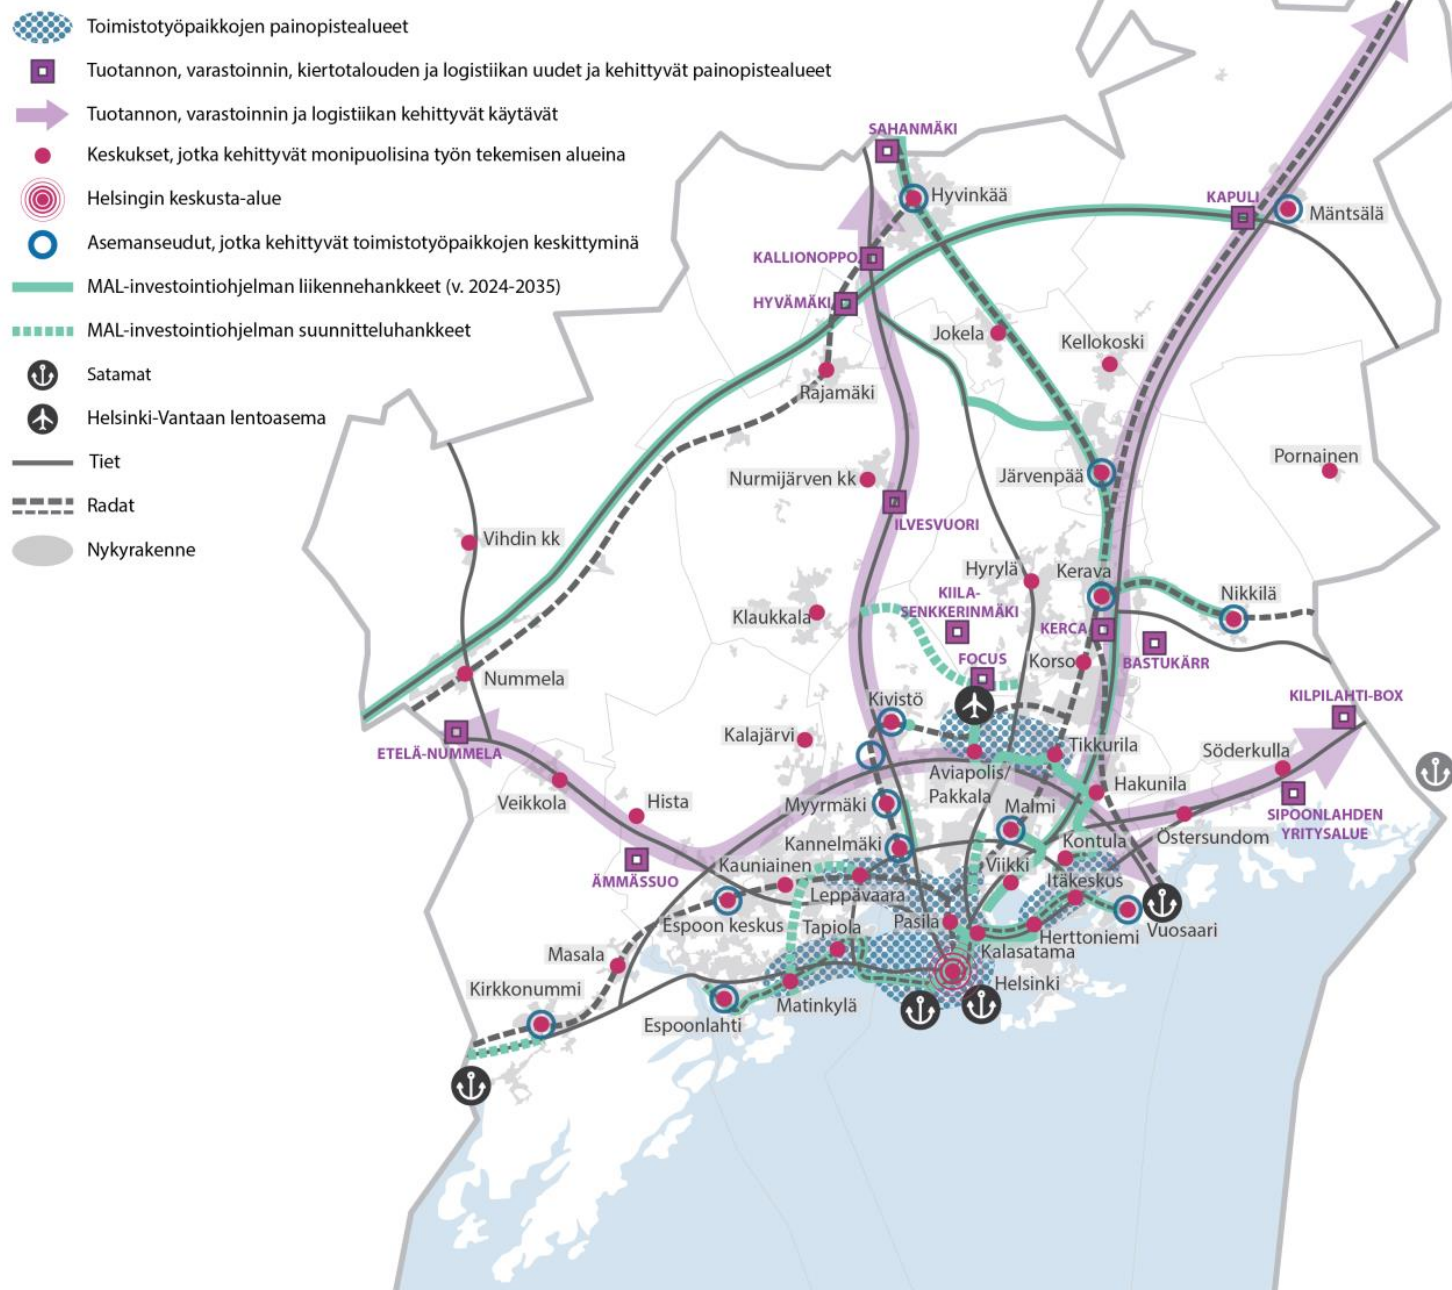 Toimistotyöpaikkojen painopistealueet
Tuotannon, varastoinnin, kiertotalouden ja logistiikan uudet ja kehittyvät painopistealueet
Tuotannon, varastoinnin ja logistiikan kehittyvät käytävät
Keskukset, jotka kehittyvät monipuolisina työn tekemisen alueina
Helsingin keskusta-alue
Asemanseudut, jotka kehittyvät toimistotyöpaikkojen keskittyminä
MAL-investointiohjelman liikennehankkeet (v. 2024-2035)
MAL-investointiohjelman suunnitteluhankkeet
Satamat
Helsinki-Vantaan lentoasema
Tiet
Radat
Nykyrakenne
SAHANMÄKI
Hyvinkää
KAPULI
Mäntsälä
KALLIONOPPO
HYVÄMÄKI
Jokela
Kellokoski
Rajamäki
Pornainen
Nurmijärven kk
Järvenpää
ILVESVUORI
Vihdin kk
Hyrylä
Kerava
KIILA-
SENKKERINMÄKI
Nikkilä
Klaukkala
KERCA
FOCUS
Korso
BASTUKÄRR
Nummela
KILPILAHTI-BOX
Kivistö
Kalajärvi
Tikkurila
Söderkulla
ETELÄ-NUMMELA
Aviapolis/
Pakkala
Hakunila
Veikkola
Hista
Myyrmäki
Malmi
SIPOONLAHDEN
YRITYSALUE
Östersundom
Kannelmäki
Kontula
Kauniainen
Viikki
ÄMMÄSSUO
Itäkeskus
Leppävaara
Espoon keskus
Tapiola
Pasila
Herttoniemi
Vuosaari
Kalasatama
Masala
Helsinki
Kirkkonummi
Matinkylä
Espoonlahti